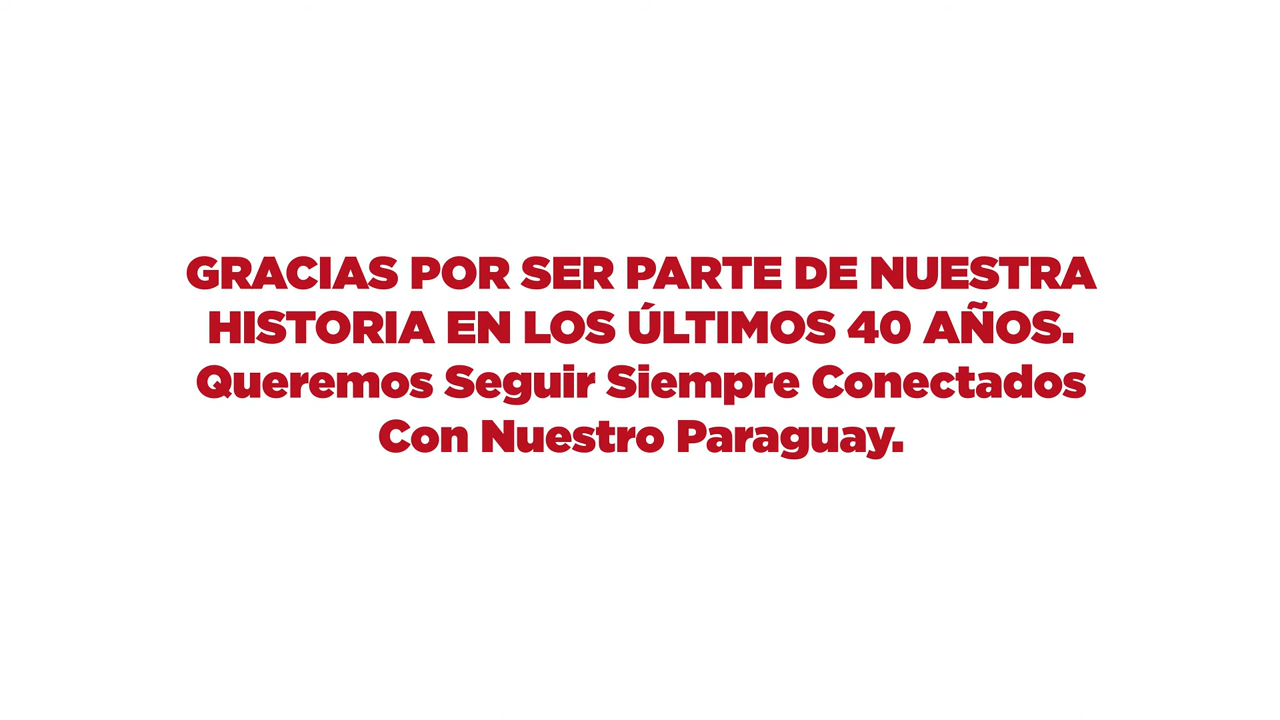 GRACIAS POR SER PARTE DE NUESTRA
HISTORIA EN LOS ÚLTIMOS 40 AÑOS.
Queremos Seguir Siempre Conectados
Con Nuestro Paraguay.